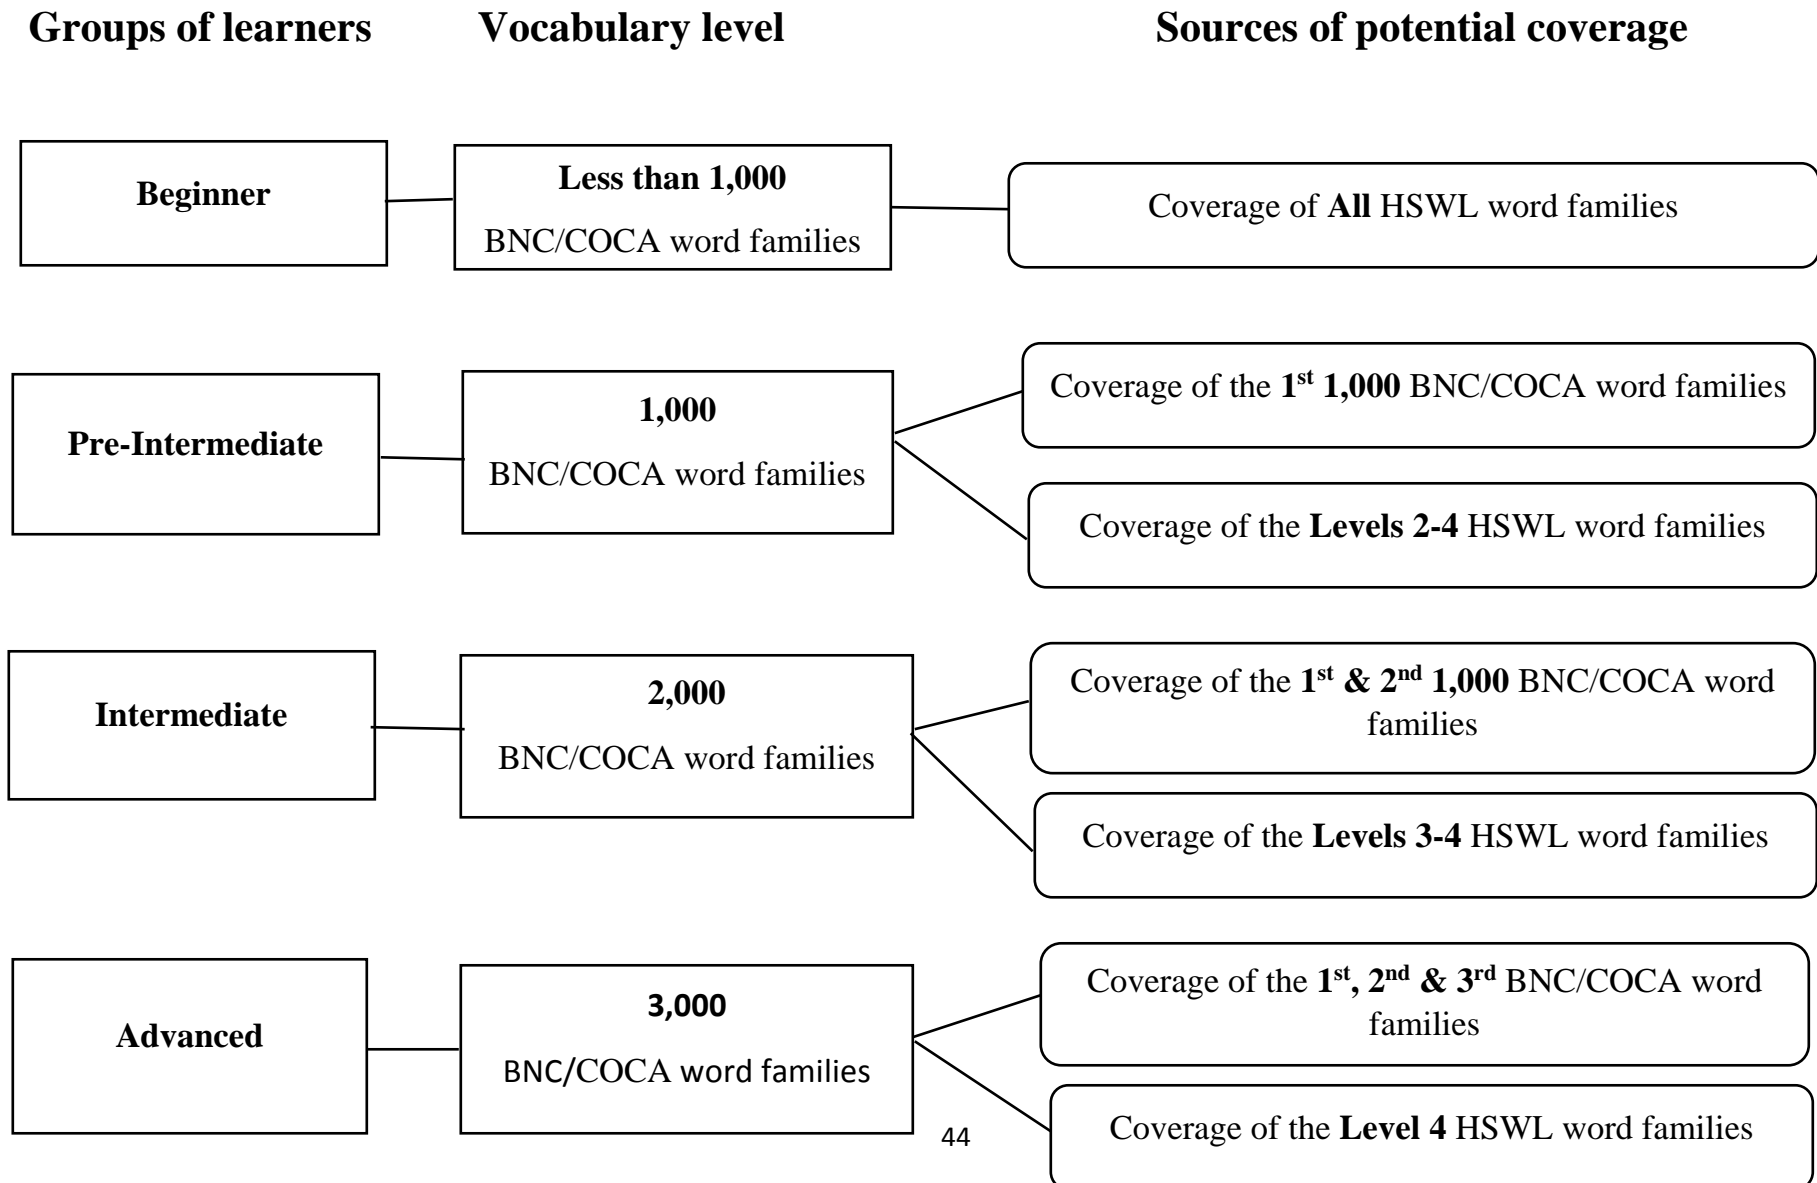 Groups of learners
Vocabulary level
Sources of potential coverage
Beginner
Less than 1,000
BNC/COCA word families
Coverage of All HSWL word families
Pre-Intermediate
1,000
BNC/COCA word families
Coverage of the 1st 1,000 BNC/COCA word families
Coverage of the Levels 2-4 HSWL word families
Intermediate
2,000
BNC/COCA word families
Coverage of the 1st & 2nd 1,000 BNC/COCA word
families
Coverage of the Levels 3-4 HSWL word families
Advanced
3,000
BNC/COCA word families
Coverage of the 1st, 2nd & 3rd BNC/COCA word
families
Coverage of the Level 4 HSWL word families
44